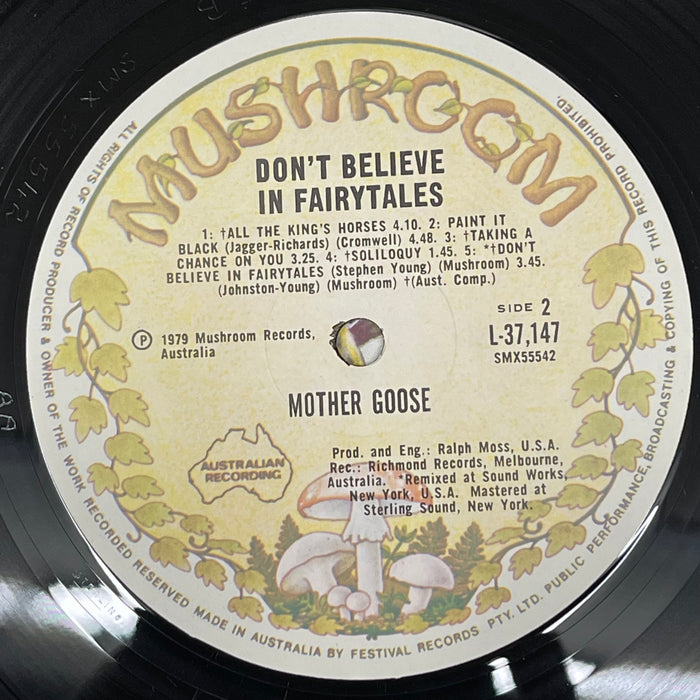 MUSHROOM
DON'T BELIEVE
IN FAIRYTALES
1: †ALL THE KING'S HORSES 4.10. 2: PAINT IT
BLACK (Jagger-Richards) (Cromwell) 4.48. 3: †TAKING A
CHANCE ON YOU 3.25. 4: †SOLILOQUY 1.45. 5: *†DON'T
BELIEVE IN FAIRYTALES (Stephen Young) (Mushroom) 3.45.
(Johnston-Young) (Mushroom) †(Aust. Comp.)
SIDE 2
L-37,147
SMX55542
Ⓟ 1979 Mushroom Records,
Australia
MOTHER GOOSE
AUSTRALIAN
RECORDING
Prod. and Eng.: Ralph Moss, U.S.A.
Rec.: Richmond Records, Melbourne,
Australia. Remixed at Sound Works,
New York, U.S.A. Mastered at
Sterling Sound, New York.
ALL RIGHTS OF RECORD PRODUCER & OWNER OF THE WORK RECORDED RESERVED MADE IN AUSTRALIA BY FESTIVAL RECORDS PTY. LTD. PUBLIC PERFORMANCE, BROADCASTING & COPYING OF THIS RECORD PROHIBITED.
SMX 55542